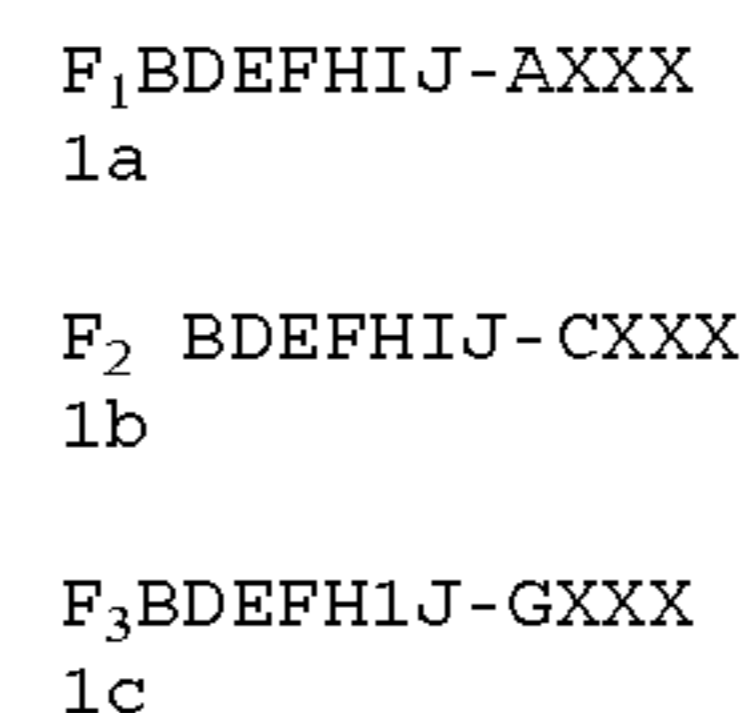 F₁BDEFHIJ-AXXX
1a
F₂ BDEFHIJ-CXXX
1b
F₃BDEFH1J-GXXX
1c